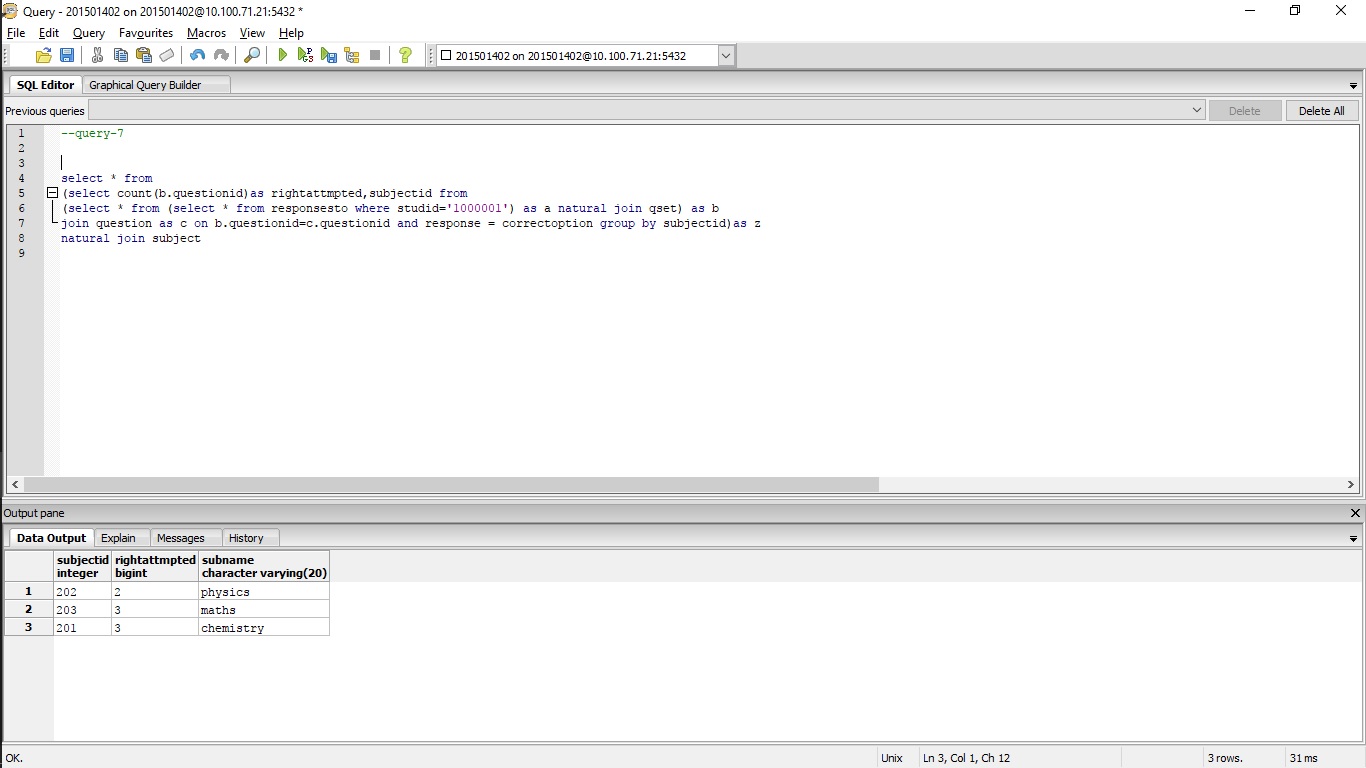 Query - 201501402 on 201501402@10.100.71.21:5432 *
File Edit Query Favourites Macros View Help
201501402 on 201501402@10.100.71.21:5432
SQL Editor Graphical Query Builder
Previous queries Delete Delete All
1 --query-7
2
3
4 select * from
5 (select count(b.questionid)as rightattmpted,subjectid from
6 (select * from (select * from responsesto where studid='1000001') as a natural join qset) as b
7 join question as c on b.questionid=c.questionid and response = correctoption group by subjectid)as z
8 natural join subject
9
Output pane
Data Output Explain Messages History
subjectid rightattmpted subname
integer bigint character varying(20)
1 202 2 physics
2 203 3 maths
3 201 3 chemistry
OK. Unix Ln 3, Col 1, Ch 12 3 rows. 31 ms